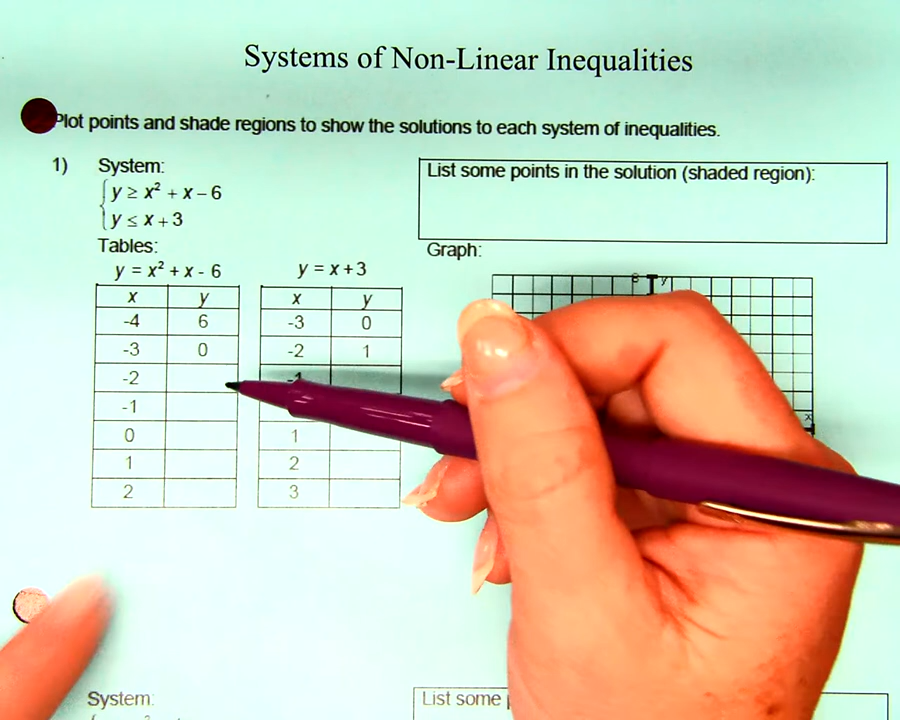 Systems of Non-Linear Inequalities
Plot points and shade regions to show the solutions to each system of inequalities.
1) System:
y ≥ x² + x – 6
y ≤ x + 3
Tables:
y = x² + x - 6
x y
-4 6
-3 0
-2
-1
0
1
2
y = x + 3
x y
-3 0
-2 1
-1
1
2
3
List some points in the solution (shaded region):
Graph:
y
x
System:
List some